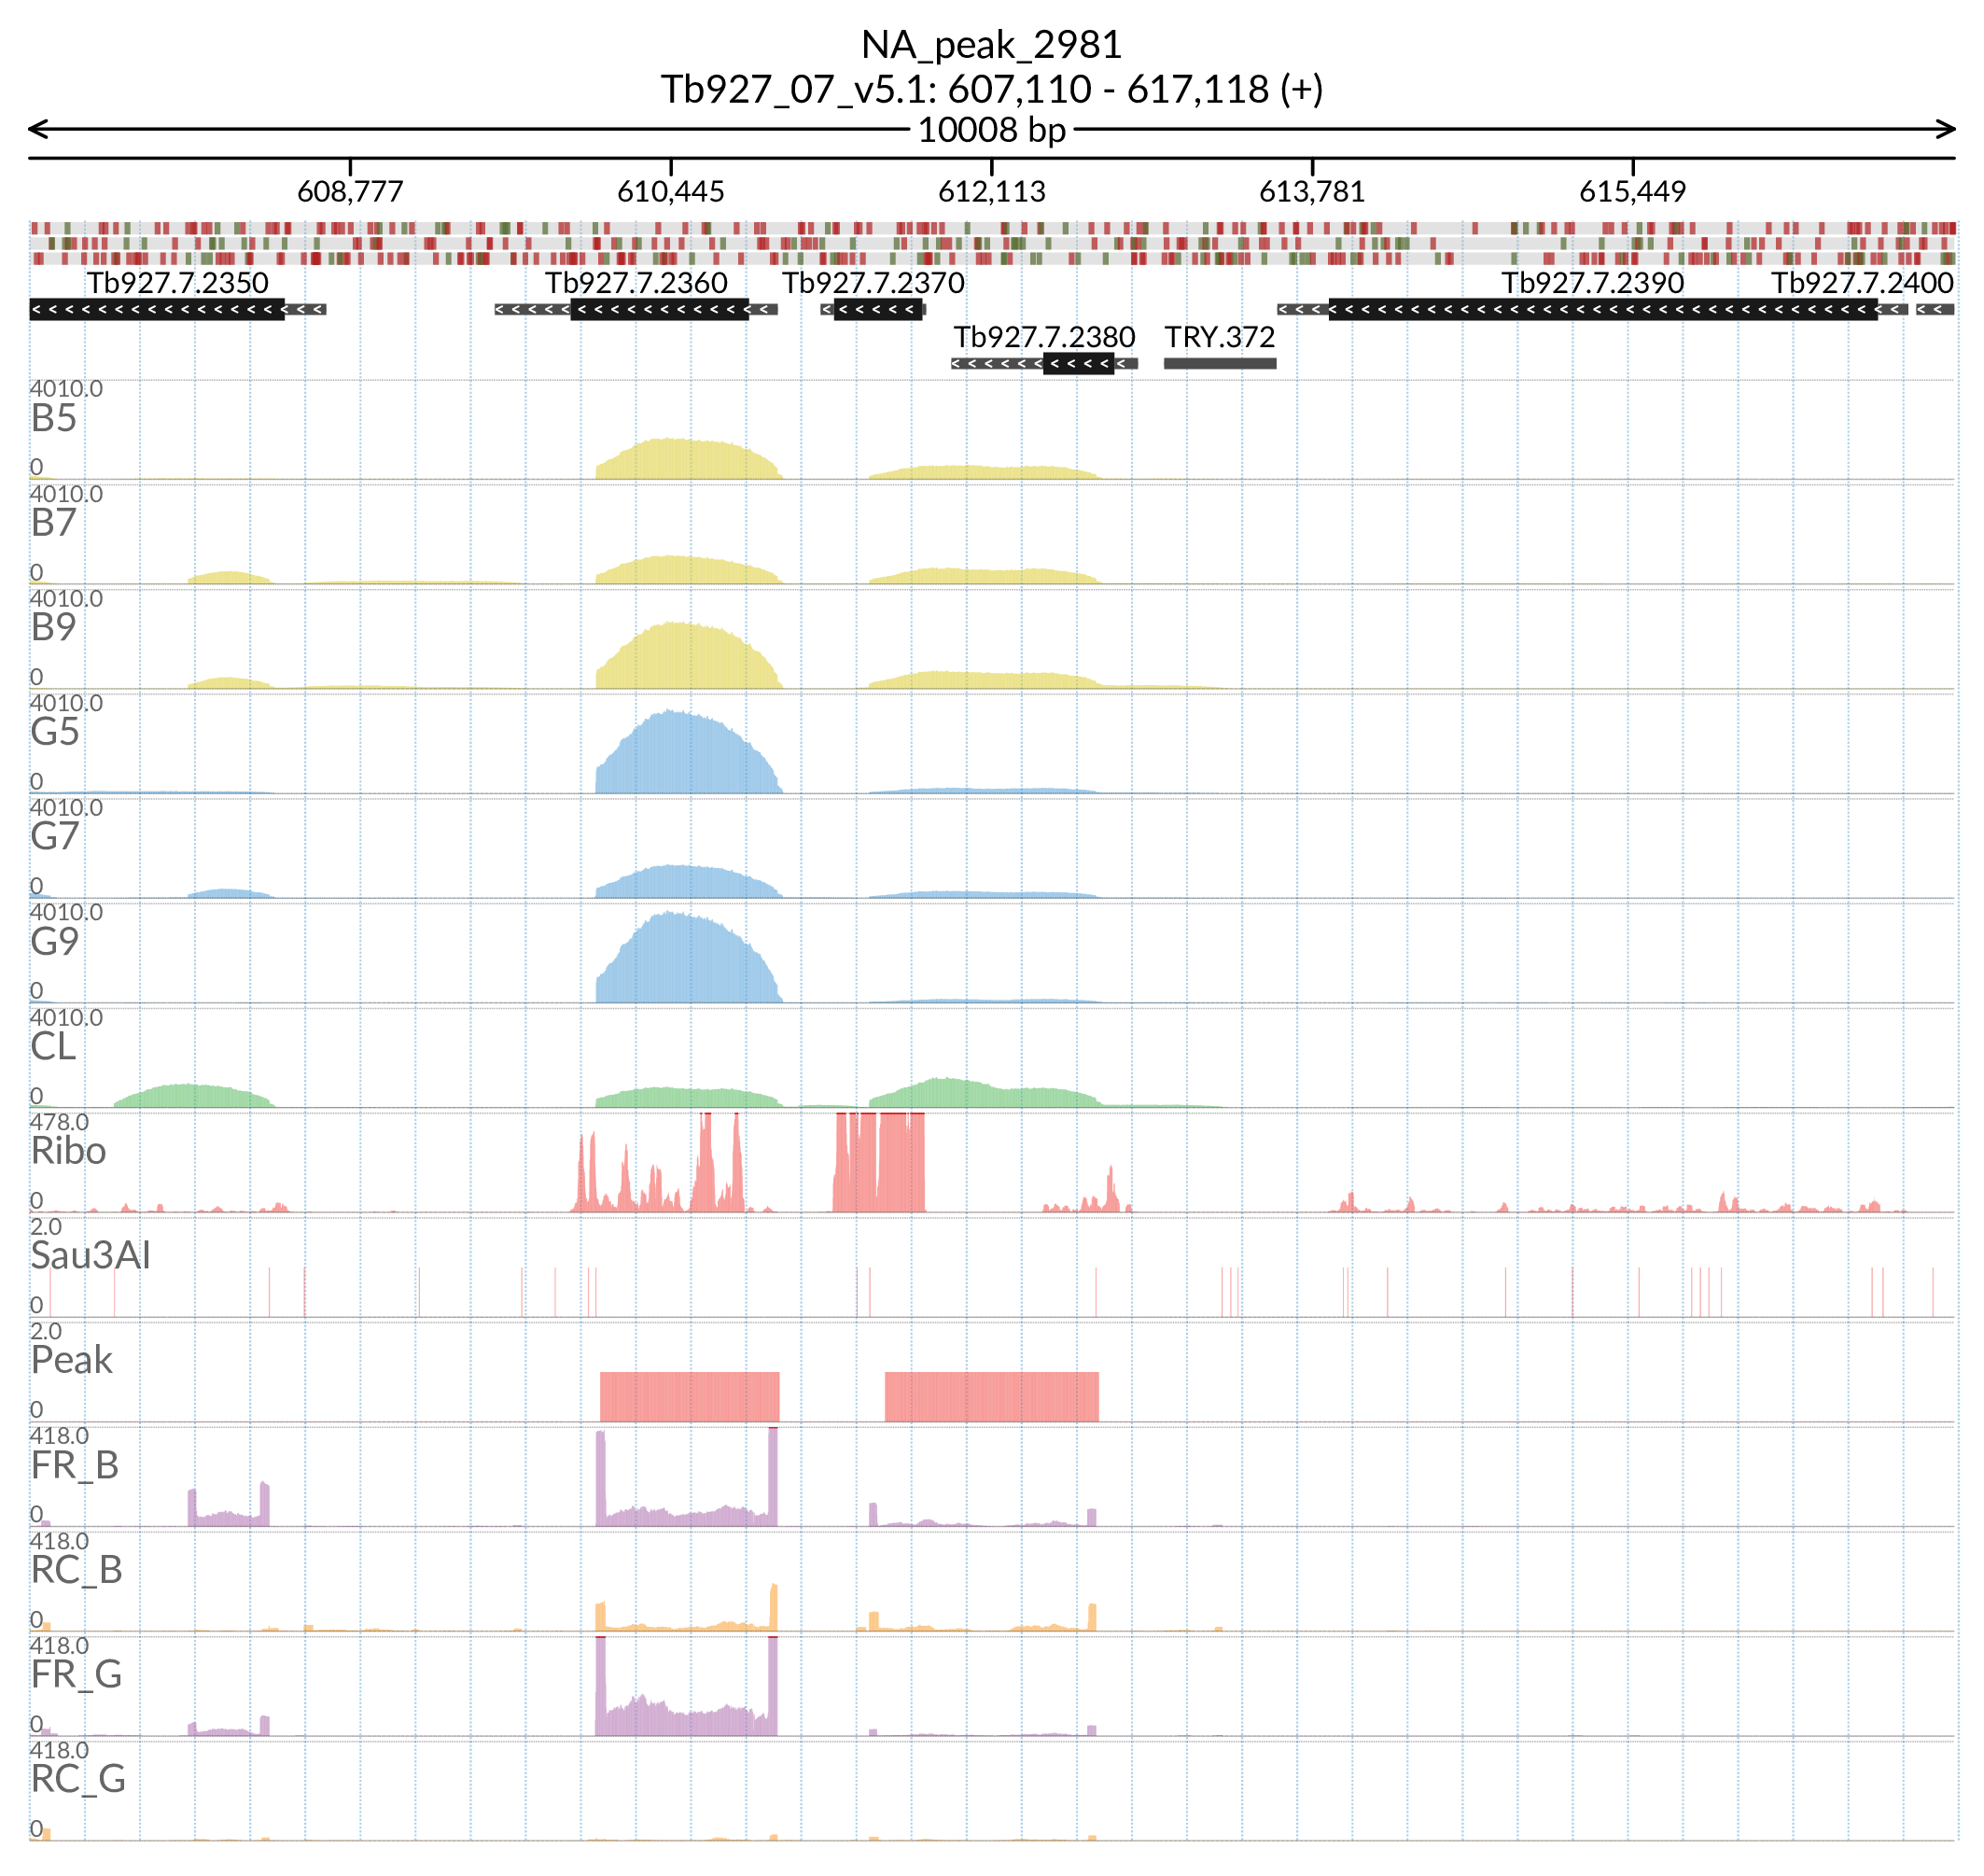 NA_peak_2981
Tb927_07_v5.1: 607,110 - 617,118 (+)
10008 bp
608,777 610,445 612,113 613,781 615,449
Tb927.7.2350 Tb927.7.2360 Tb927.7.2370 Tb927.7.2390 Tb927.7.2400
Tb927.7.2380 TRY.372
4010.0
B5
0
4010.0
B7
0
4010.0
B9
0
4010.0
G5
0
4010.0
G7
0
4010.0
G9
0
4010.0
CL
0
478.0
Ribo
0
2.0
Sau3AI
0
2.0
Peak
0
418.0
FR_B
0
418.0
RC_B
0
418.0
FR_G
0
418.0
RC_G
0